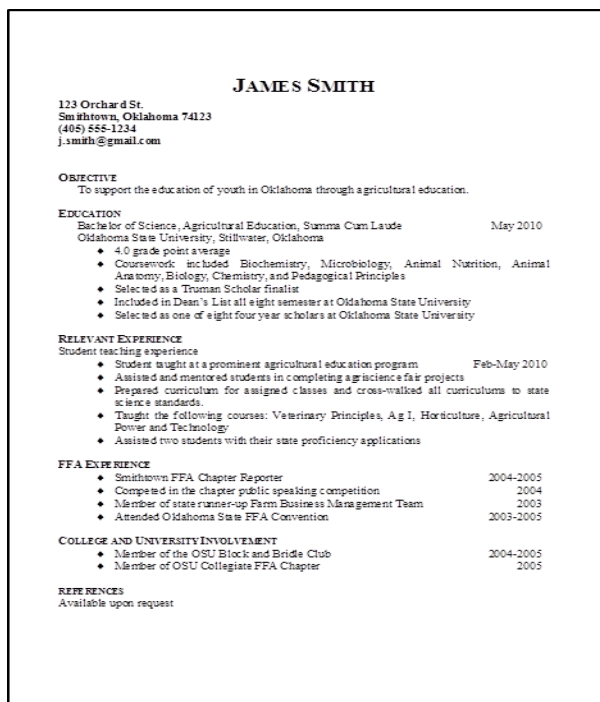 JAMES SMITH
123 Orchard St.
Smithtown, Oklahoma 74123
(405) 555-1234
j.smith@gmail.com
OBJECTIVE
To support the education of youth in Oklahoma through agricultural education.
EDUCATION
Bachelor of Science, Agricultural Education, Summa Cum Laude May 2010
Oklahoma State University, Stillwater, Oklahoma
♦ 4.0 grade point average
♦ Coursework included Biochemistry, Microbiology, Animal Nutrition, Animal
Anatomy, Biology, Chemistry, and Pedagogical Principles
♦ Selected as a Truman Scholar finalist
♦ Included in Dean's List all eight semester at Oklahoma State University
♦ Selected as one of eight four year scholars at Oklahoma State University
RELEVANT EXPERIENCE
Student teaching experience
♦ Student taught at a prominent agricultural education program Feb-May 2010
♦ Assisted and mentored students in completing agriscience fair projects
♦ Prepared curriculum for assigned classes and cross-walked all curriculums to state
science standards.
♦ Taught the following courses: Veterinary Principles, Ag I, Horticulture, Agricultural
Power and Technology
♦ Assisted two students with their state proficiency applications
FFA EXPERIENCE
♦ Smithtown FFA Chapter Reporter 2004-2005
♦ Competed in the chapter public speaking competition 2004
♦ Member of state runner-up Farm Business Management Team 2003
♦ Attended Oklahoma State FFA Convention 2003-2005
COLLEGE AND UNIVERSITY INVOLVEMENT
♦ Member of the OSU Block and Bridle Club 2004-2005
♦ Member of OSU Collegiate FFA Chapter 2005
REFERENCES
Available upon request